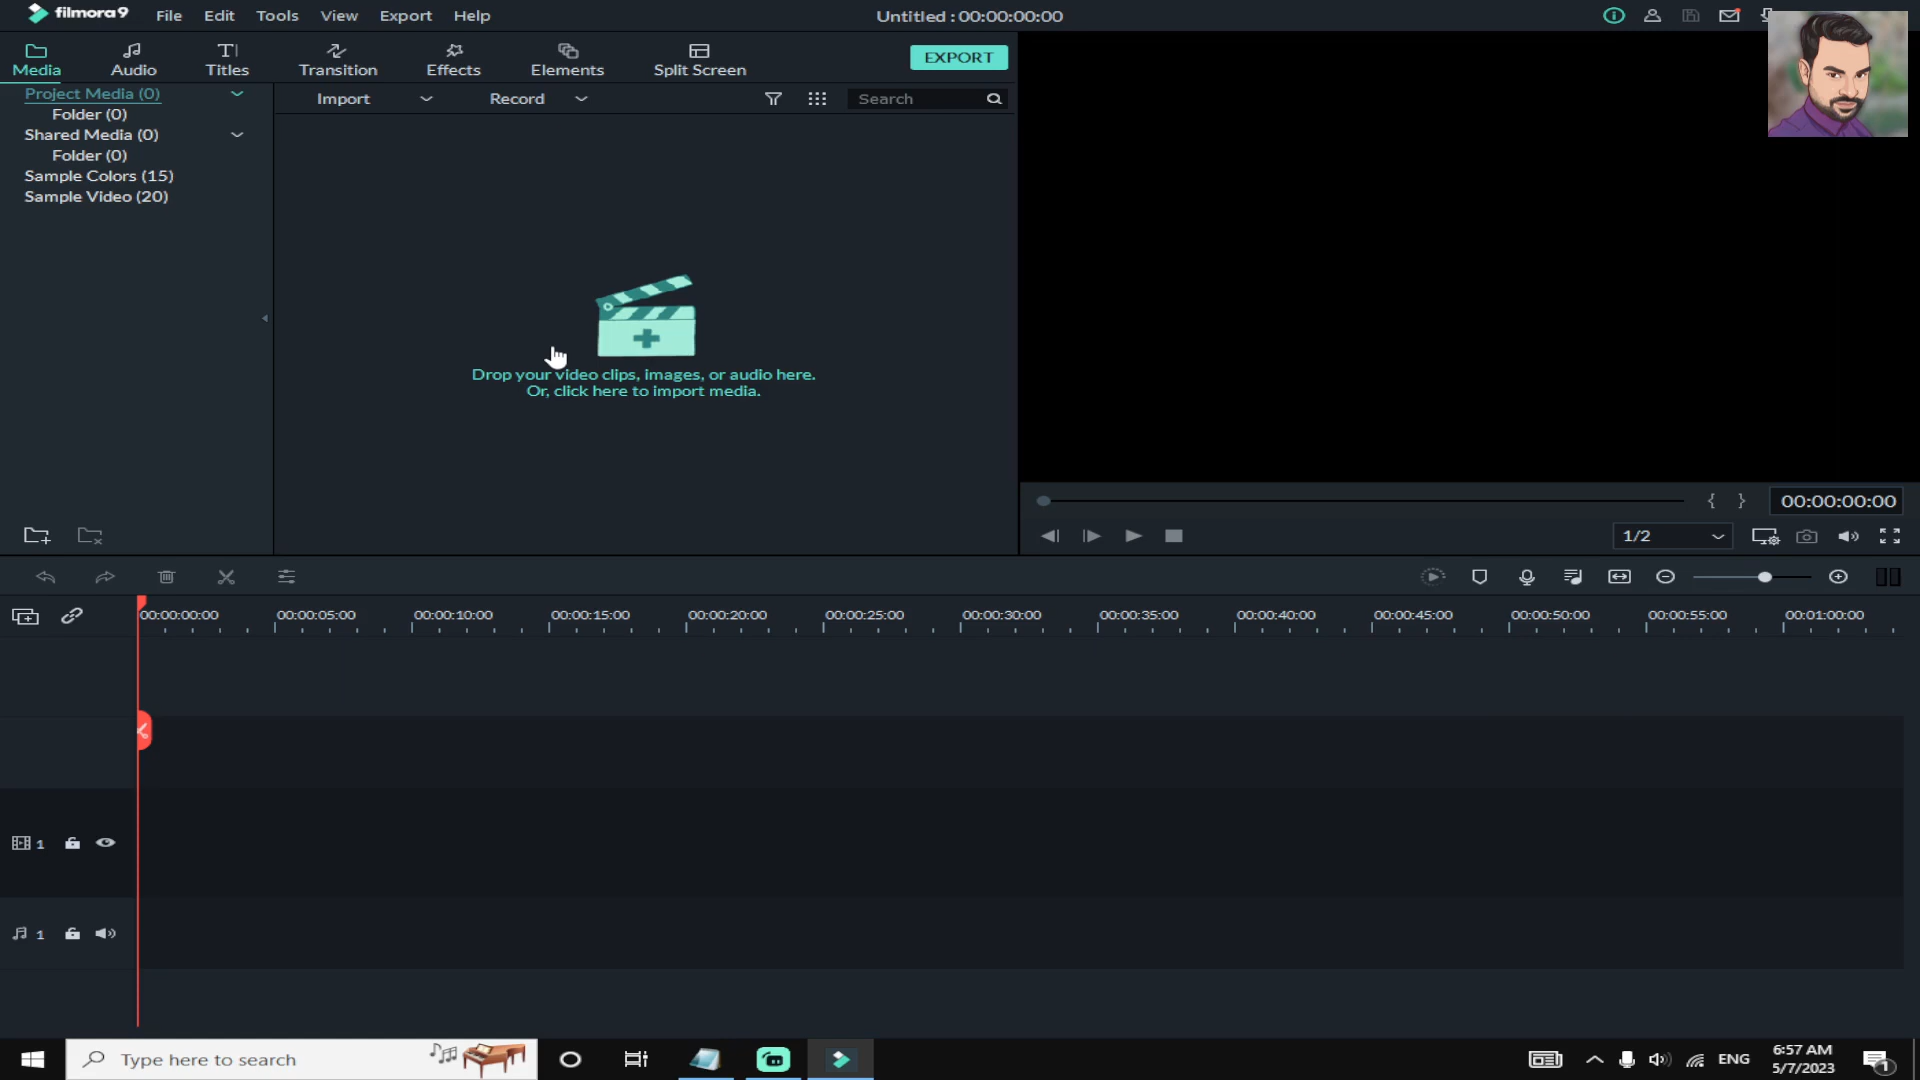 filmora9 File Edit Tools View Export Help Untitled : 00:00:00:00
Media Audio Titles Transition Effects Elements Split Screen EXPORT
Project Media (0)
Folder (0)
Shared Media (0)
Folder (0)
Sample Colors (15)
Sample Video (20)
Import Record Search
Drop your video clips, images, or audio here.
Or, click here to import media.
{ } 00:00:00:00
1/2
00:00:00:00 00:00:05:00 00:00:10:00 00:00:15:00 00:00:20:00 00:00:25:00 00:00:30:00 00:00:35:00 00:00:40:00 00:00:45:00 00:00:50:00 00:00:55:00 00:01:00:00
1
1
Type here to search
ENG
6:57 AM
5/7/2023
1